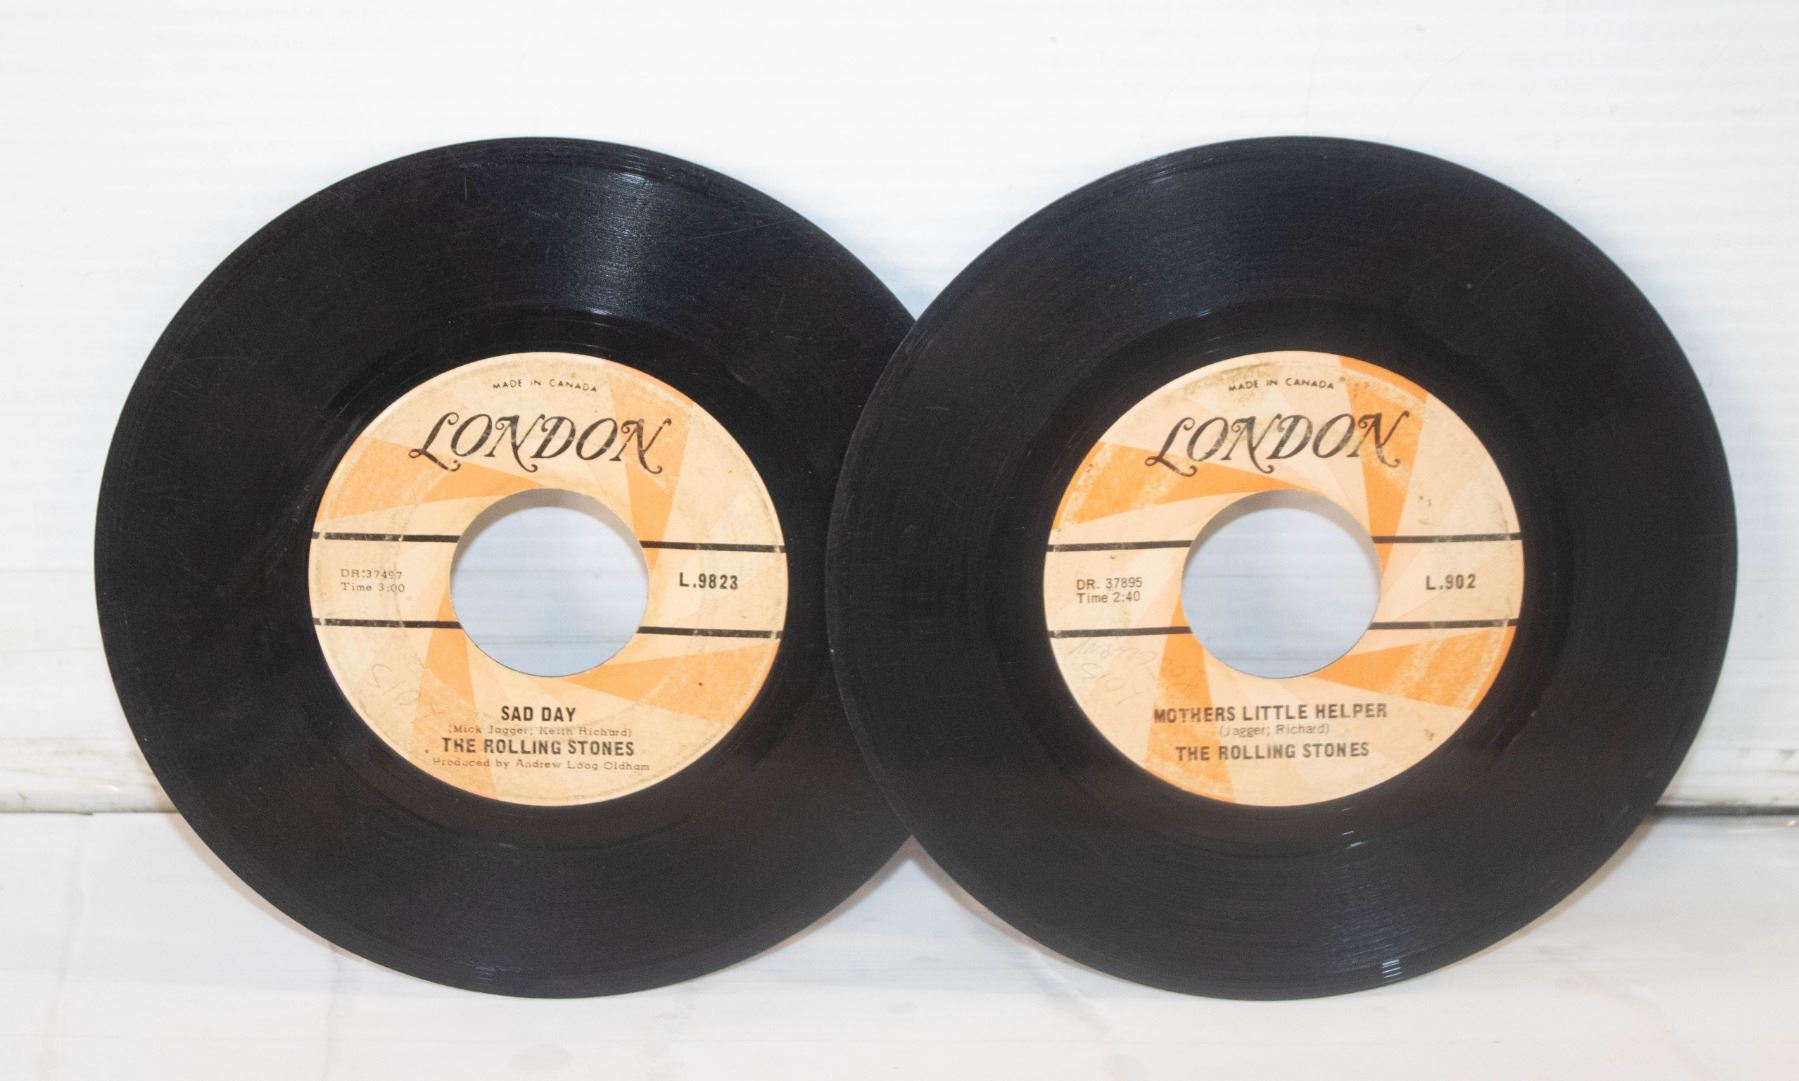 MADE IN CANADA
LONDON
DR:37497
Time 3:00
L.9823
SAD DAY
(Mick Jagger; Keith Richard)
THE ROLLING STONES
Produced by Andrew Loog Oldham
MADE IN CANADA
LONDON
DR. 37895
Time 2:40
L.902
MOTHERS LITTLE HELPER
(Jagger; Richard)
THE ROLLING STONES